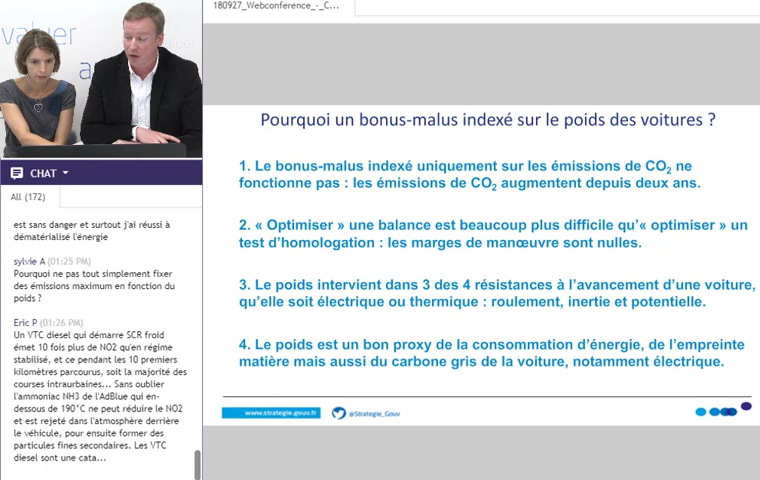 180927_Webconference_-_C...
valuer
a
Pourquoi un bonus-malus indexé sur le poids des voitures ?
1. Le bonus-malus indexé uniquement sur les émissions de CO2 ne
fonctionne pas : les émissions de CO2 augmentent depuis deux ans.
2. « Optimiser » une balance est beaucoup plus difficile qu'« optimiser » un
test d'homologation : les marges de manœuvre sont nulles.
3. Le poids intervient dans 3 des 4 résistances à l'avancement d'une voiture,
qu'elle soit électrique ou thermique : roulement, inertie et potentielle.
4. Le poids est un bon proxy de la consommation d'énergie, de l'empreinte
matière mais aussi du carbone gris de la voiture, notamment électrique.
www.strategie.gouv.fr
@Strategie_Gouv
CHAT
All (172)
est sans danger et surtout j'ai réussi à
dématérialisé l'énergie
sylvie A (01:25 PM)
Pourquoi ne pas tout simplement fixer
des émissions maximum en fonction du
poids ?
Eric P (01:26 PM)
Un VTC diesel qui démarre SCR froid
émet 10 fois plus de NO2 qu'en régime
stabilisé, et ce pendant les 10 premiers
kilomètres parcourus, soit la majorité des
courses intraurbaines... Sans oublier
l'ammoniac NH3 de l'AdBlue qui en-
dessous de 190°C ne peut réduire le NO2
et est rejeté dans l'atmosphère derrière
le véhicule, pour ensuite former des
particules fines secondaires. Les VTC
diesel sont une cata...